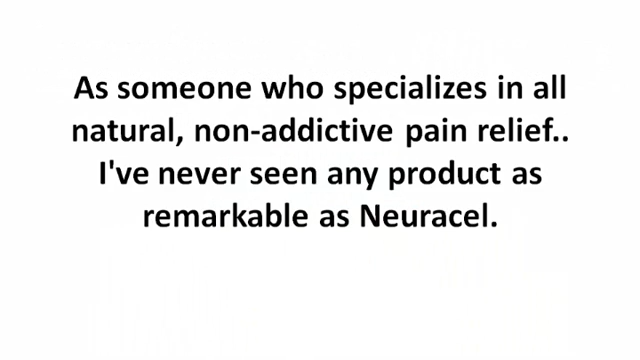 As someone who specializes in all
natural, non-addictive pain relief..
I've never seen any product as
remarkable as Neuracel.